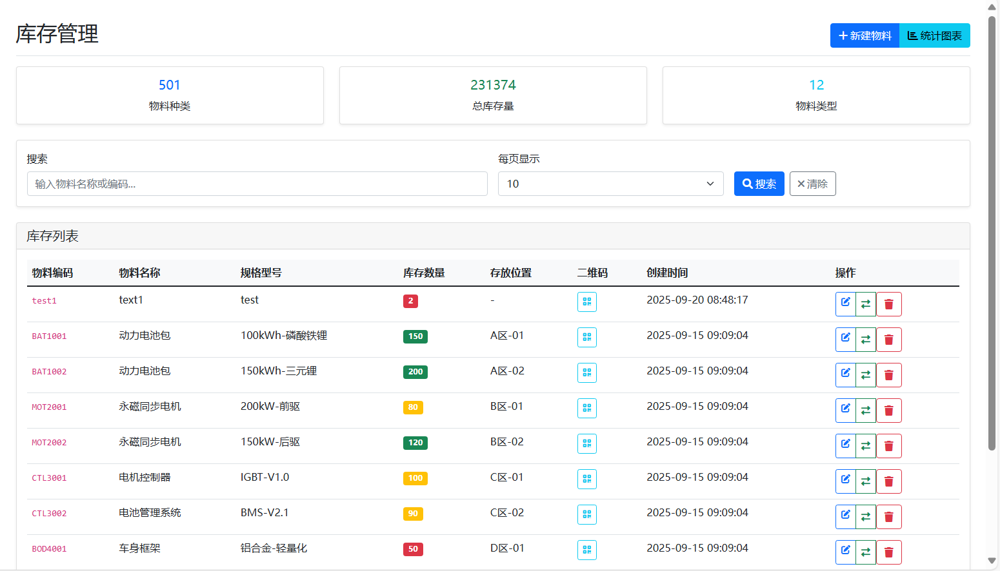 库存管理
新建物料 统计图表
501 231374 12
物料种类 总库存量 物料类型
搜索 每页显示
输入物料名称或编码... 10 搜索 清除
库存列表
物料编码 物料名称 规格型号 库存数量 存放位置 二维码 创建时间 操作
test1 text1 test 2 - 2025-09-20 08:48:17
BAT1001 动力电池包 100kWh-磷酸铁锂 150 A区-01 2025-09-15 09:09:04
BAT1002 动力电池包 150kWh-三元锂 200 A区-02 2025-09-15 09:09:04
MOT2001 永磁同步电机 200kW-前驱 80 B区-01 2025-09-15 09:09:04
MOT2002 永磁同步电机 150kW-后驱 120 B区-02 2025-09-15 09:09:04
CTL3001 电机控制器 IGBT-V1.0 100 C区-01 2025-09-15 09:09:04
CTL3002 电池管理系统 BMS-V2.1 90 C区-02 2025-09-15 09:09:04
BOD4001 车身框架 铝合金-轻量化 50 D区-01 2025-09-15 09:09:04